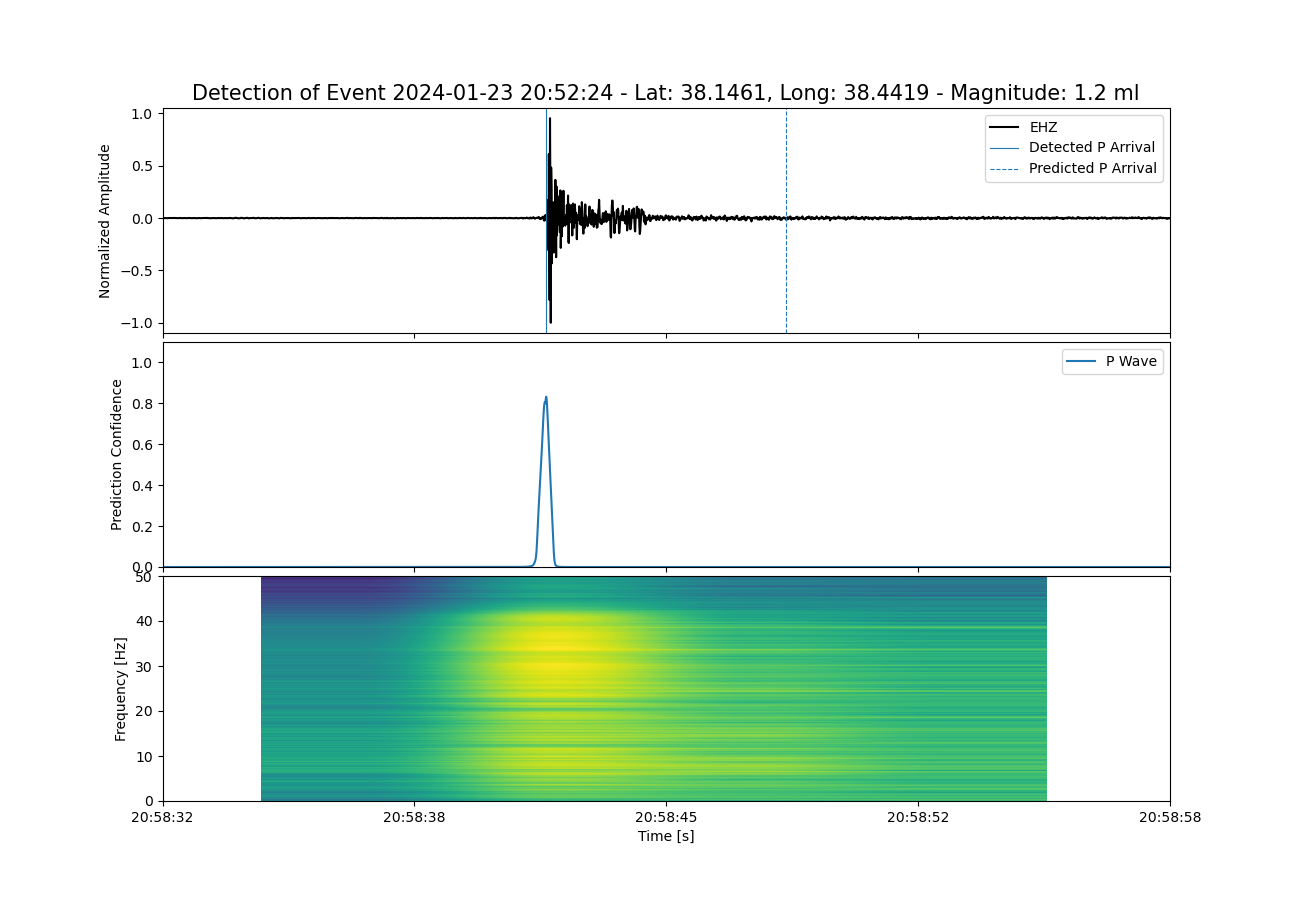 Detection of Event 2024-01-23 20:52:24 - Lat: 38.1461, Long: 38.4419 - Magnitude: 1.2 ml
Normalized Amplitude
1.0
0.5
0.0
−0.5
−1.0
EHZ
Detected P Arrival
Predicted P Arrival
Prediction Confidence
1.0
0.8
0.6
0.4
0.2
0.0
P Wave
Frequency [Hz]
50
40
30
20
10
0
20:58:32
20:58:38
20:58:45
20:58:52
20:58:58
Time [s]